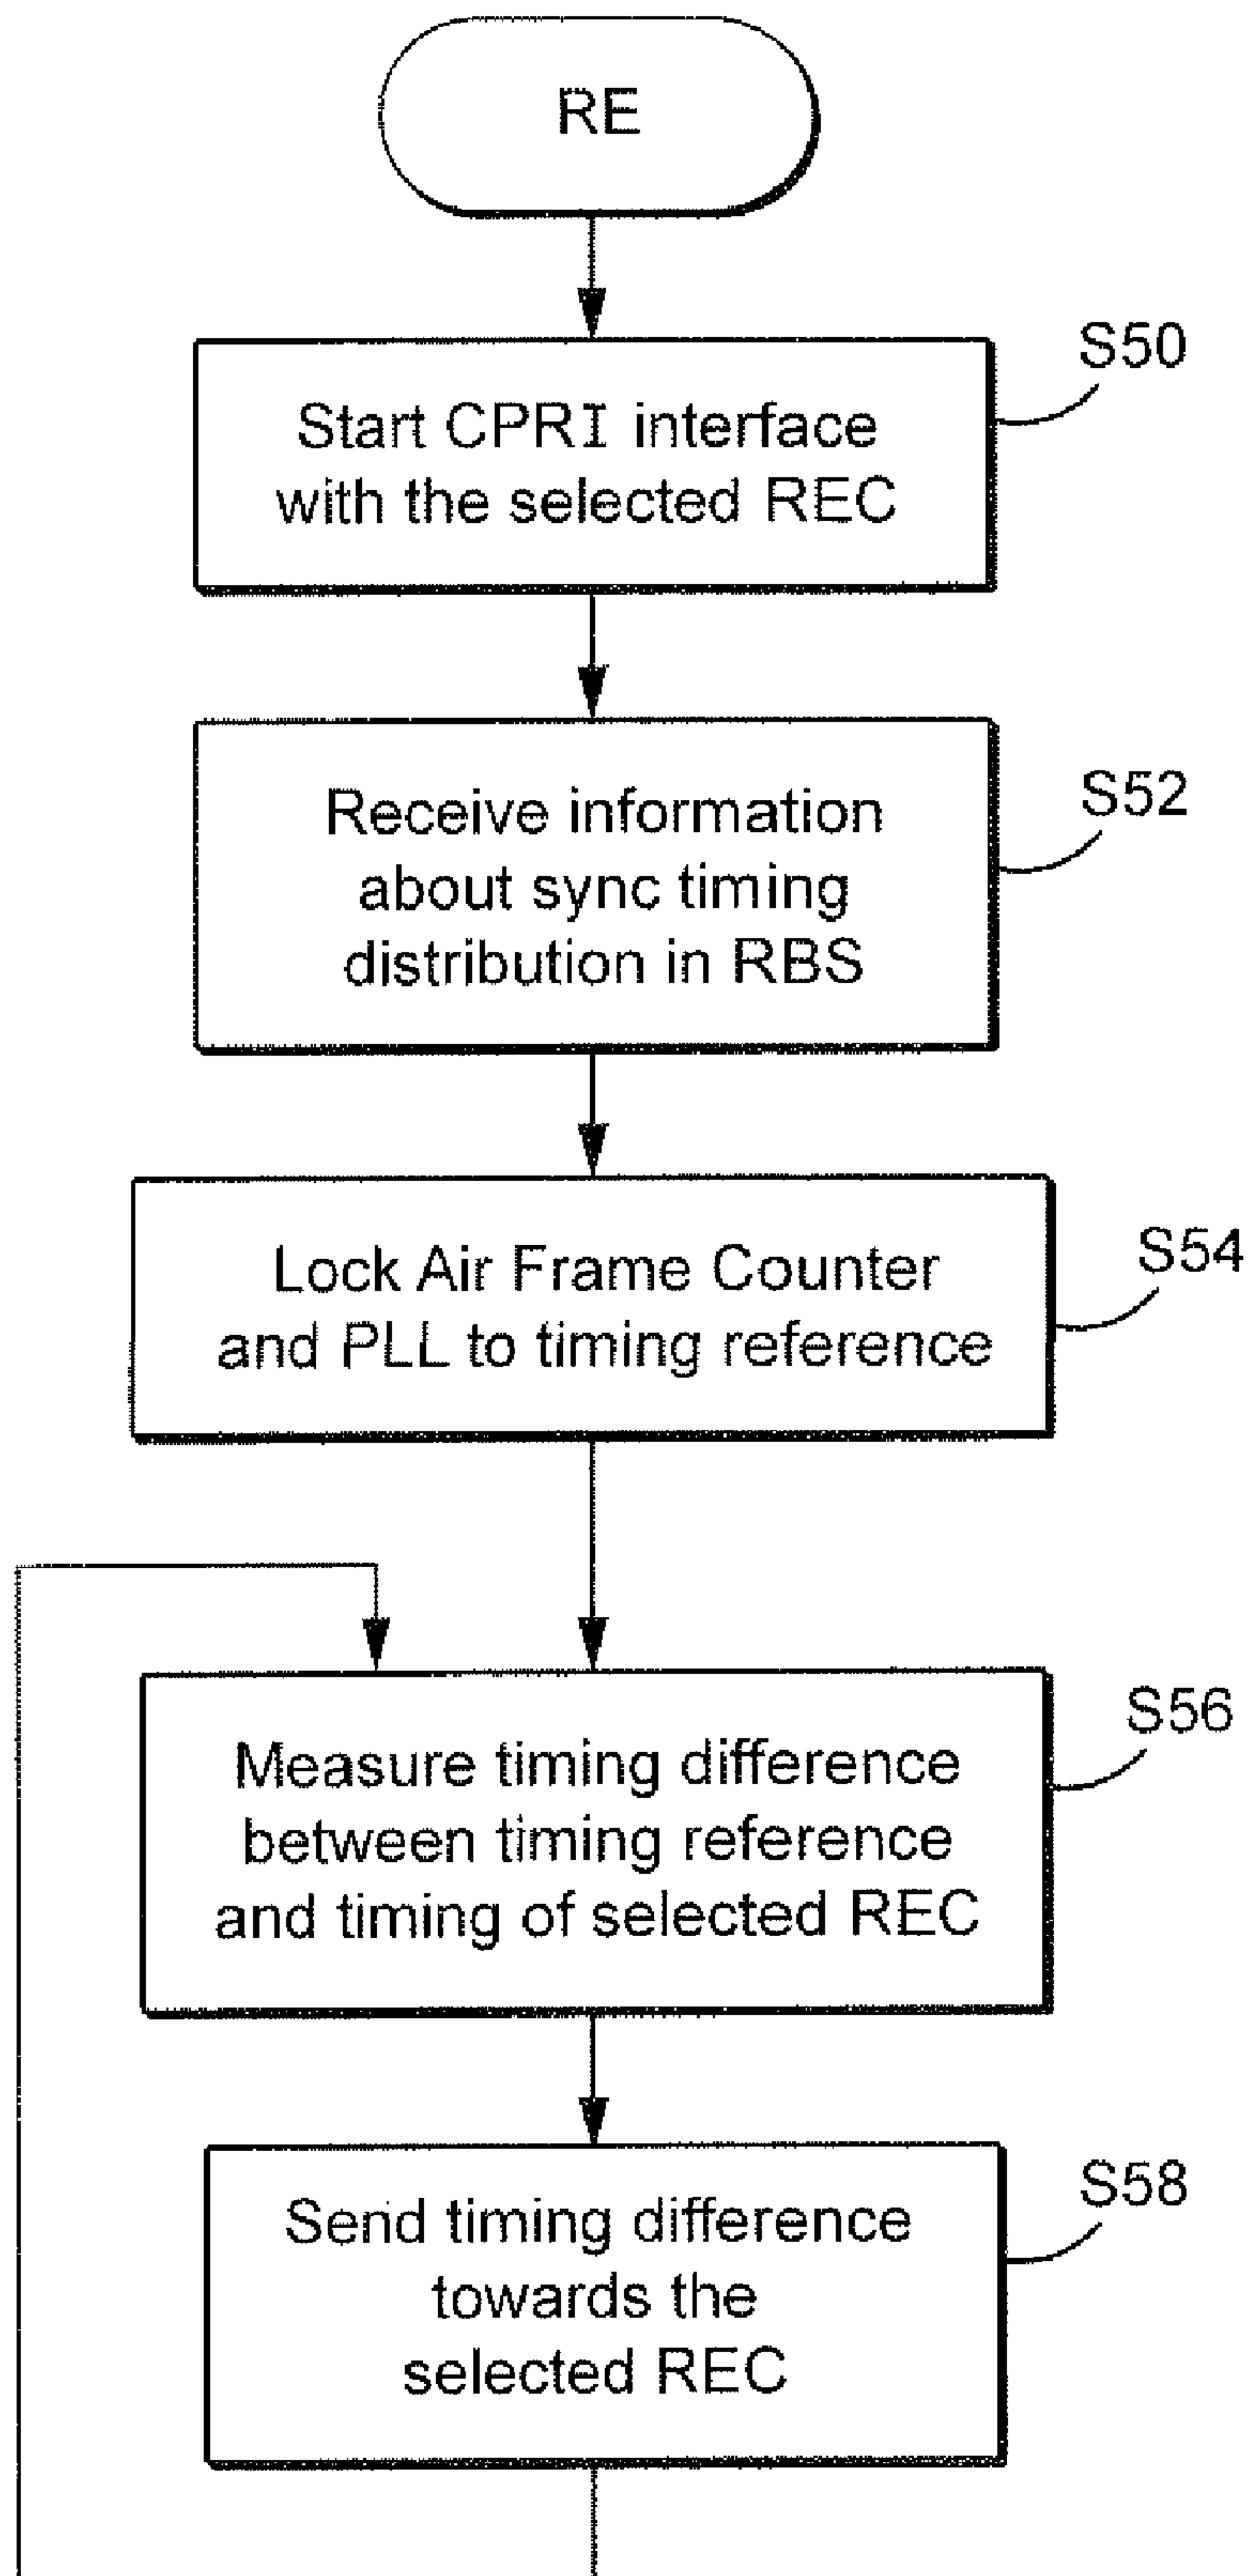 RE
Start CPRI interface
with the selected REC
S50
Receive information
about sync timing
distribution in RBS
S52
Lock Air Frame Counter
and PLL to timing reference
S54
Measure timing difference
between timing reference
and timing of selected REC
S56
Send timing difference
towards the
selected REC
S58